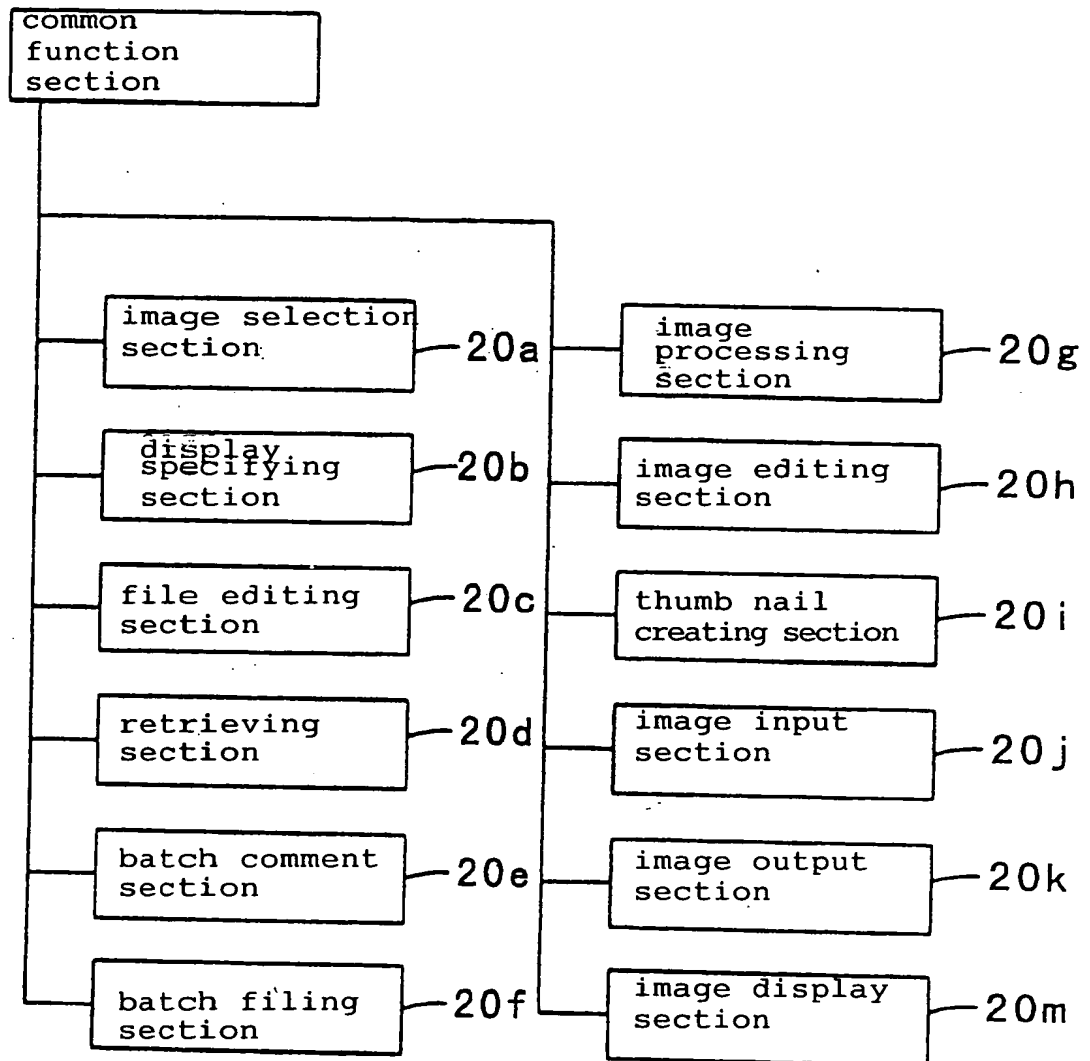 common
function
section
image selection
section
20a
display
specifying
section
20b
file editing
section
20c
retrieving
section
20d
batch comment
section
20e
batch filing
section
20f
image
processing
section
20g
image editing
section
20h
thumb nail
creating section
20i
image input
section
20j
image output
section
20k
image display
section
20m